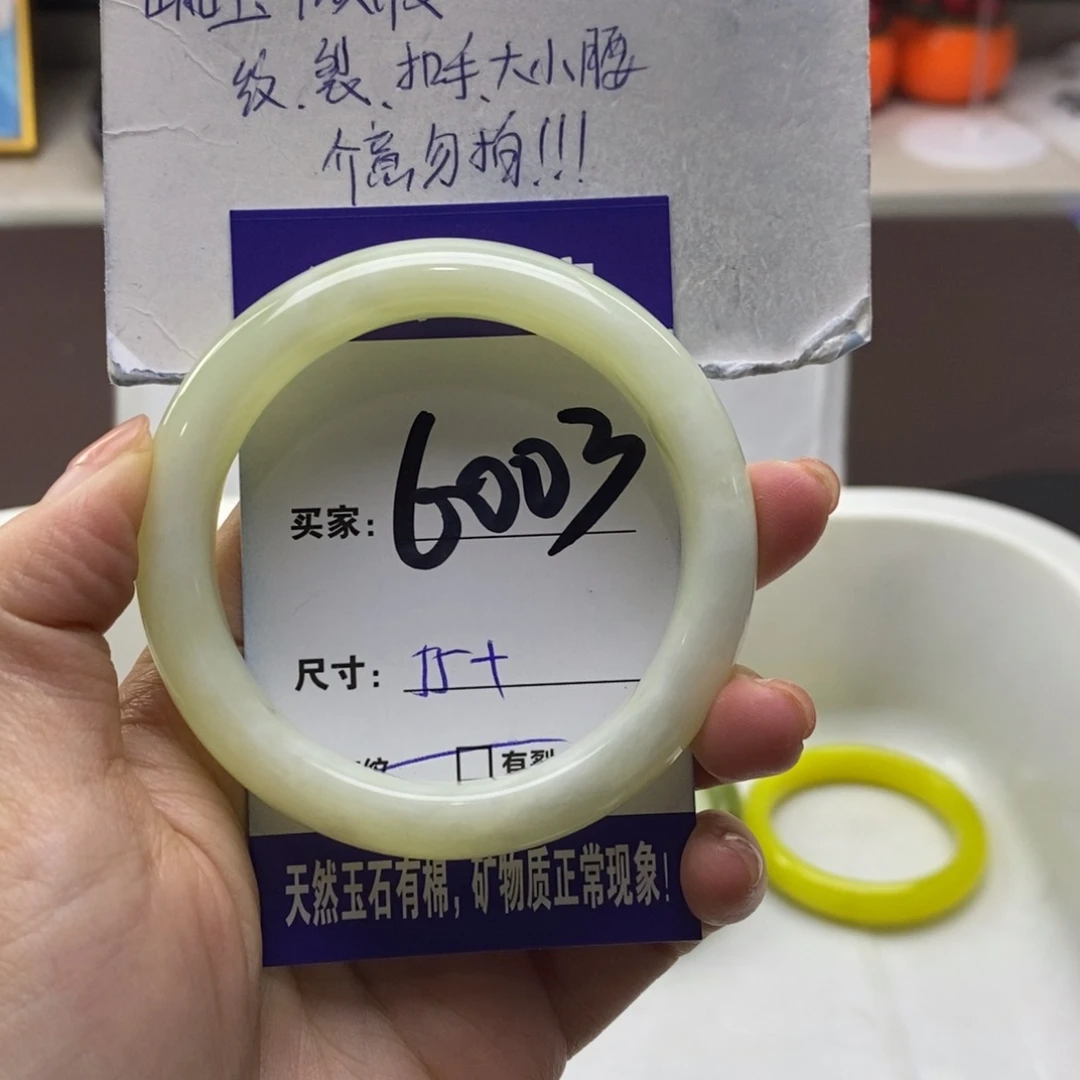 纹、裂、扣手、大小腰
介意勿拍!!!
买家: 6003
尺寸:
纹 有裂
天然玉石有棉,矿物质正常现象!